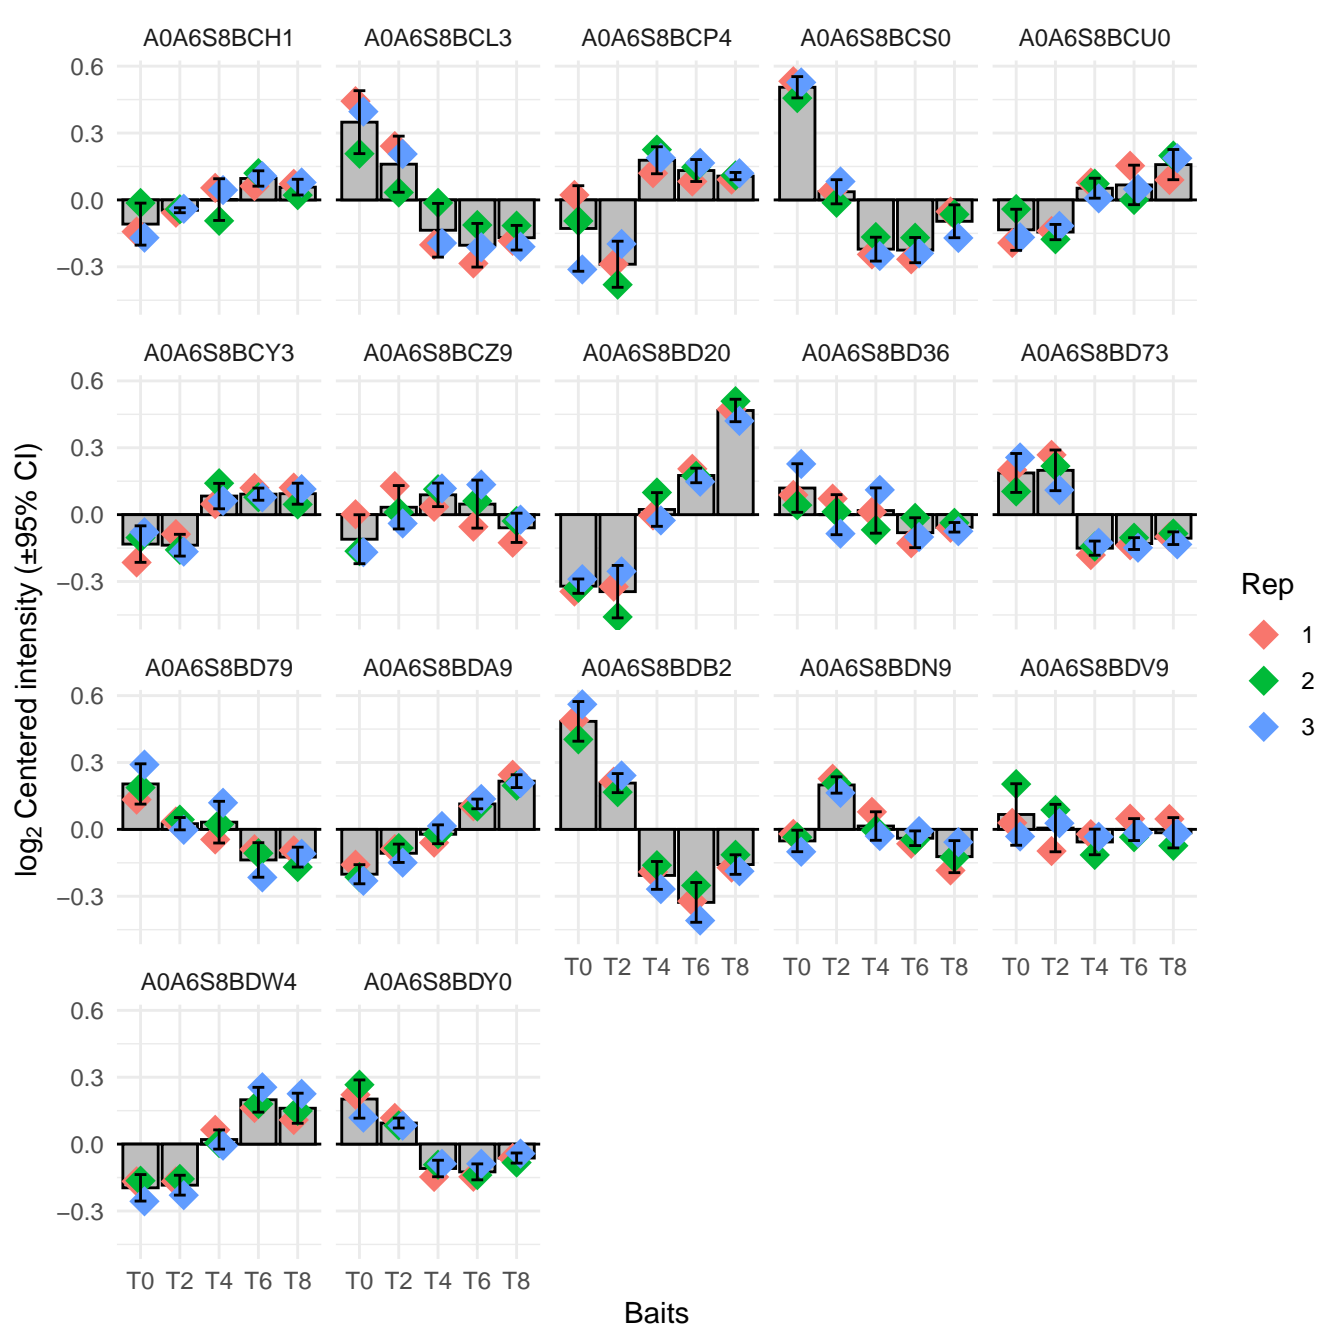 A0A6S8BCH1 A0A6S8BCL3 A0A6S8BCP4 A0A6S8BCS0 A0A6S8BCU0
0.6
0.3
0.0
−0.3
A0A6S8BCY3 A0A6S8BCZ9 A0A6S8BD20 A0A6S8BD36 A0A6S8BD73
0.6
0.3
0.0
−0.3
A0A6S8BD79 A0A6S8BDA9 A0A6S8BDB2 A0A6S8BDN9 A0A6S8BDV9
0.6
0.3
0.0
−0.3
T0 T2 T4 T6 T8 T0 T2 T4 T6 T8 T0 T2 T4 T6 T8
A0A6S8BDW4 A0A6S8BDY0
0.6
0.3
0.0
−0.3
T0 T2 T4 T6 T8 T0 T2 T4 T6 T8
Baits
log2 Centered intensity (±95% CI)
Rep
1
2
3